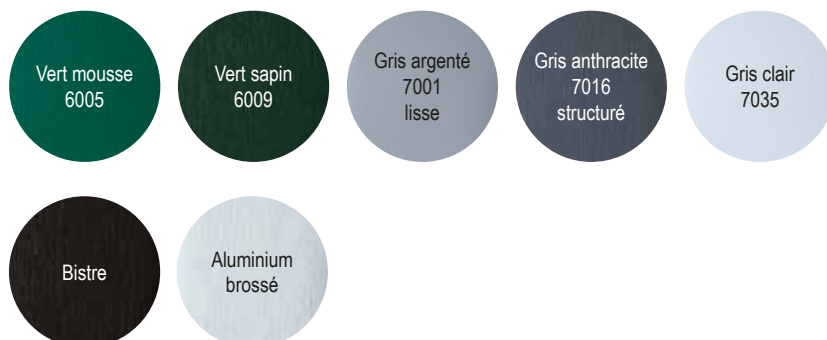 Vert mousse
6005
Vert sapin
6009
Gris argenté
7001
lisse
Gris anthracite
7016
structuré
Gris clair
7035
Bistre
Aluminium
brossé